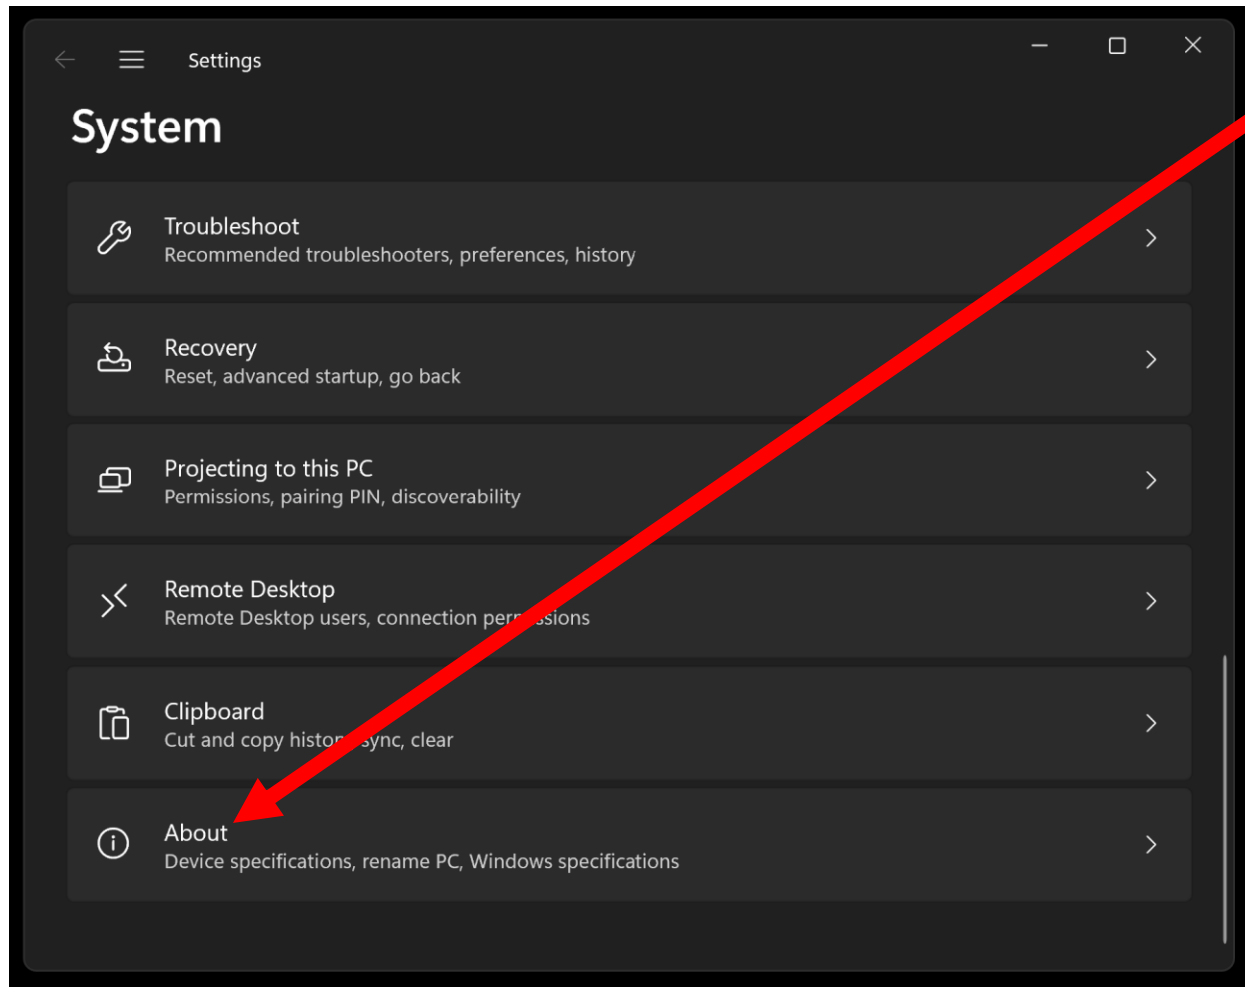 Settings
System
Troubleshoot
Recommended troubleshooters, preferences, history
Recovery
Reset, advanced startup, go back
Projecting to this PC
Permissions, pairing PIN, discoverability
Remote Desktop
Remote Desktop users, connection permissions
Clipboard
Cut and copy history, sync, clear
About
Device specifications, rename PC, Windows specifications